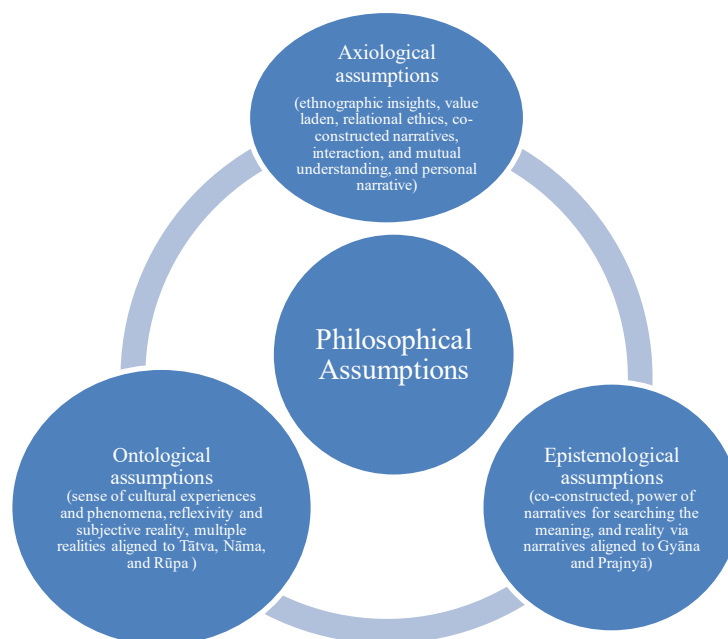 Axiological
assumptions
(ethnographic insights, value
laden, relational ethics, co-
constructed narratives,
interaction, and mutual
understanding, and personal
narrative)
Philosophical
Assumptions
Ontological
assumptions
(sense of cultural experiences
and phenomena, reflexivity and
subjective reality, multiple
realities aligned to Tātva, Nāma,
and Rūpa )
Epistemological
assumptions
(co-constructed, power of
narratives for searching the
meaning, and reality via
narratives aligned to Gyāna
and Prajnyā)